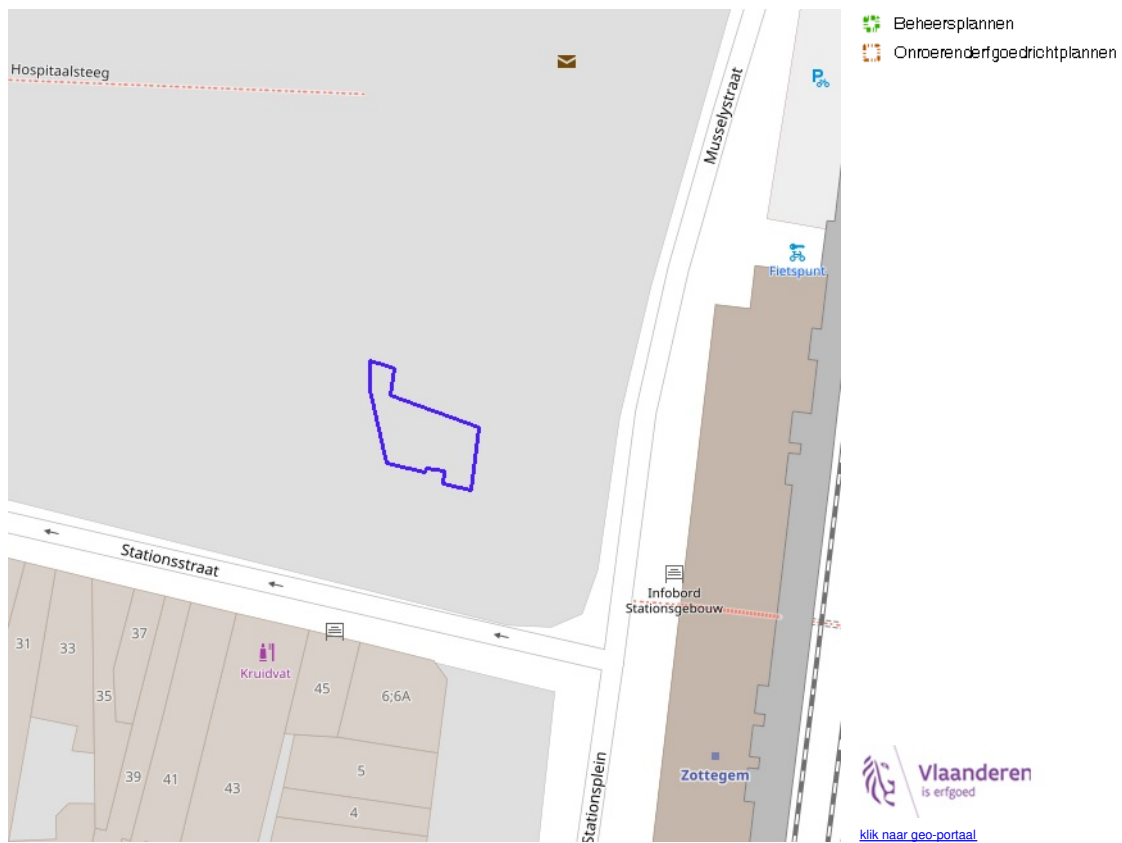 Beheersplannen
Onroerenderfgoedrichtplannen
Hospitaalsteeg
Musselystraat
P
Fietspunt
Stationsstraat
Infobord
Stationsgebouw
31
33
37
35
Kruidvat
45
6;6A
39
41
43
5
4
Zottegem
Stationsplein
Vlaanderen
is erfgoed
klik naar geo-portaal